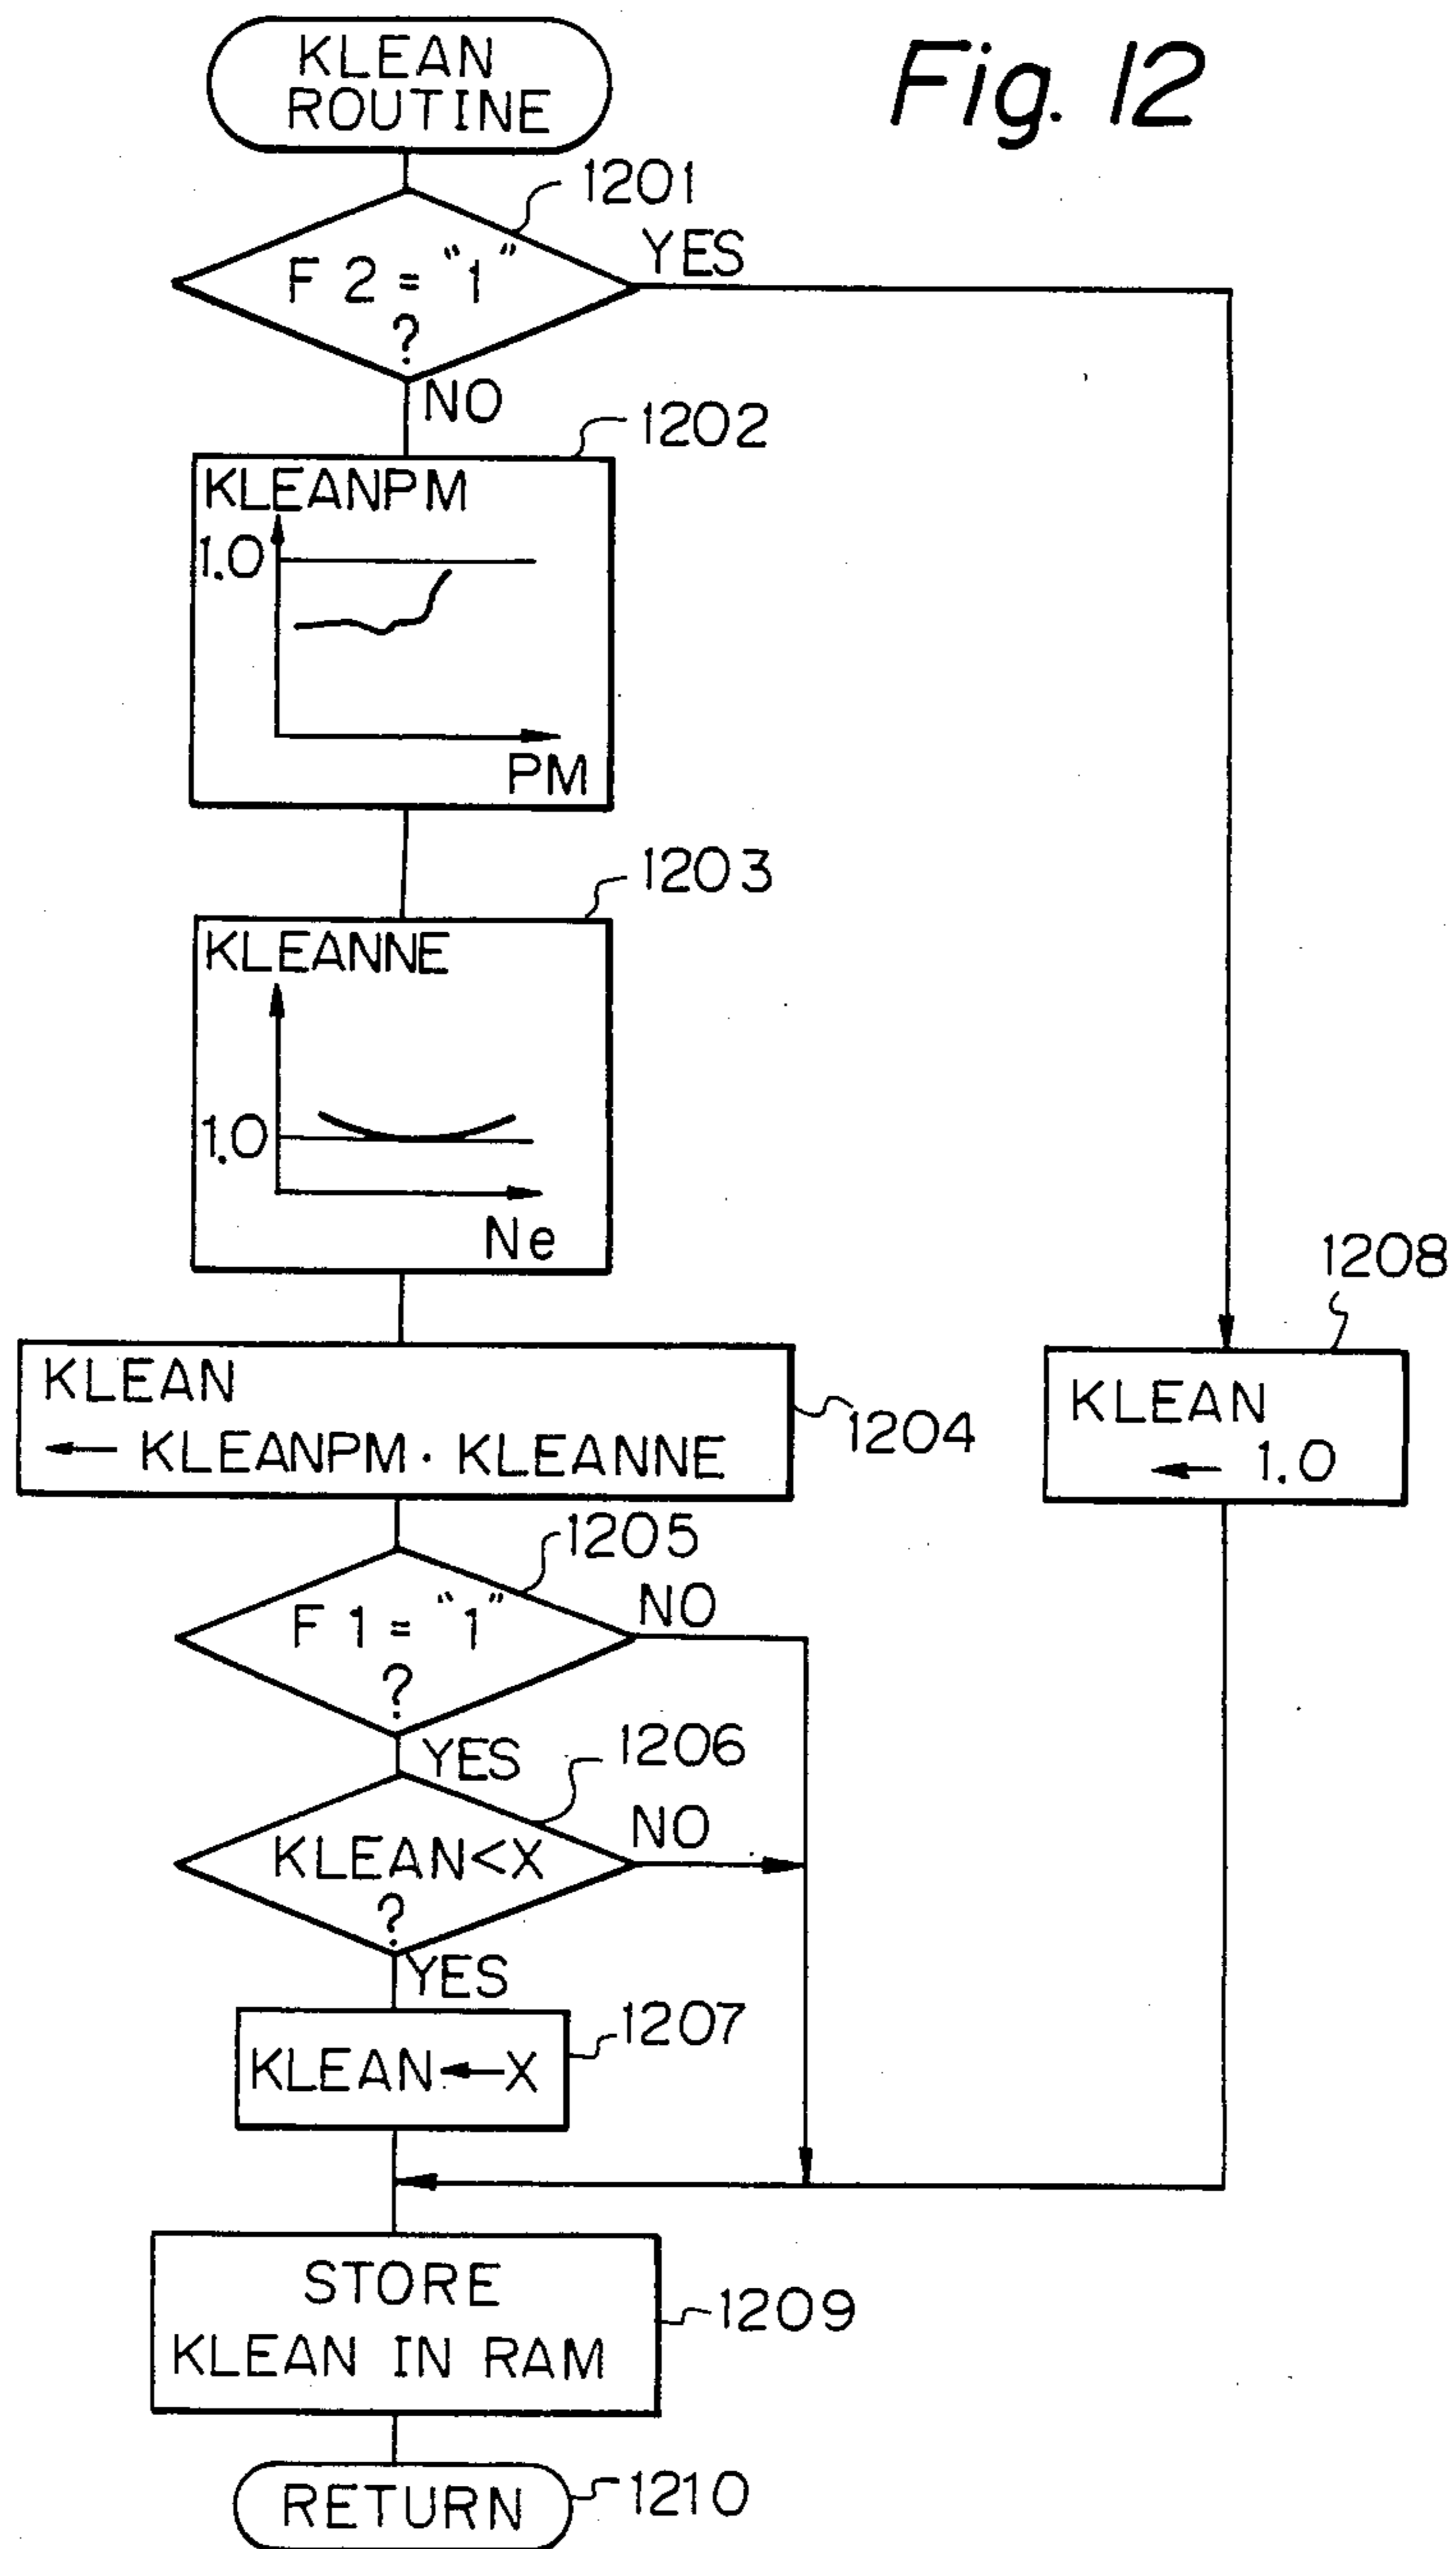 Fig. 12
KLEAN
ROUTINE
1201
F2 = "1"
?
YES
NO
1202
KLEANPM
1.0
PM
1203
KLEANNE
1.0
Ne
1204
KLEAN
← KLEANPM · KLEANNE
1208
KLEAN
← 1.0
1205
F1 = "1"
?
NO
YES
1206
KLEAN<X
?
NO
YES
1207
KLEAN←X
STORE
KLEAN IN RAM
1209
RETURN
1210